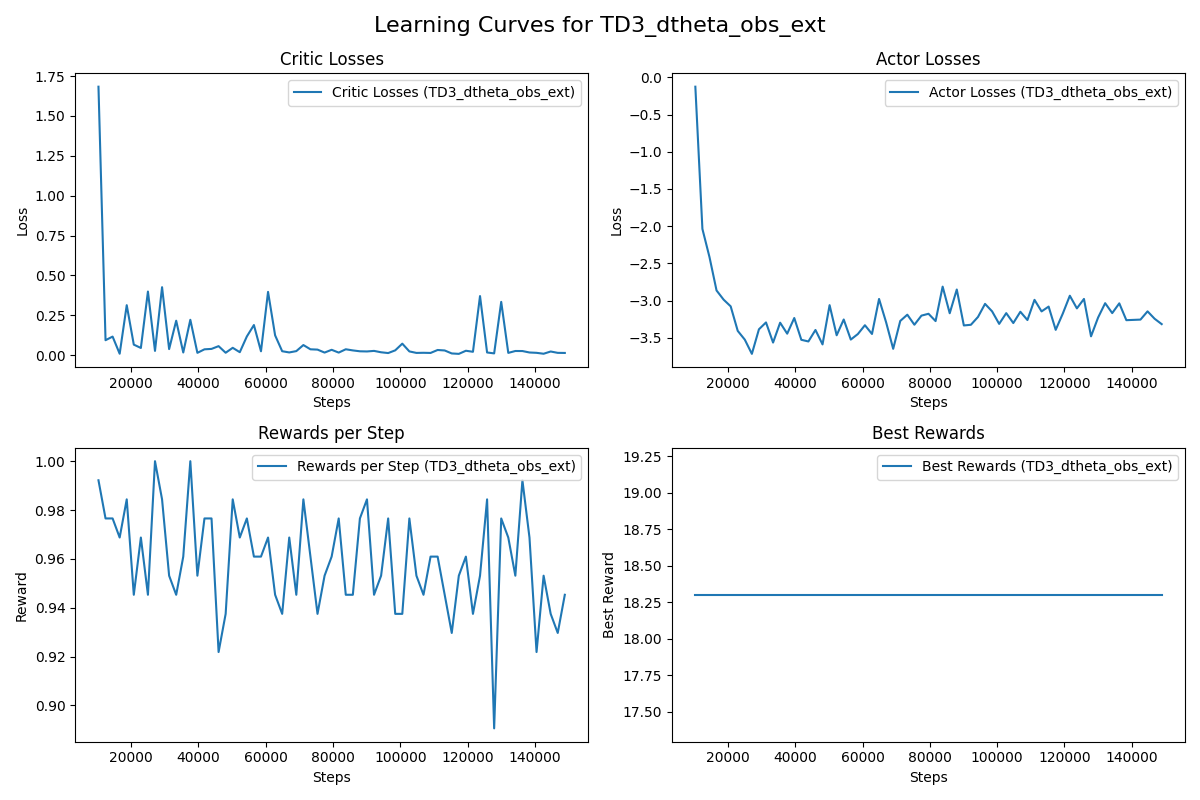 Learning Curves for TD3_dtheta_obs_ext
Critic Losses
Loss
1.75
1.50
1.25
1.00
0.75
0.50
0.25
0.00
Critic Losses (TD3_dtheta_obs_ext)
20000 40000 60000 80000 100000 120000 140000
Steps
Actor Losses
Loss
0.0
−0.5
−1.0
−1.5
−2.0
−2.5
−3.0
−3.5
Actor Losses (TD3_dtheta_obs_ext)
20000 40000 60000 80000 100000 120000 140000
Steps
Rewards per Step
Reward
1.00
0.98
0.96
0.94
0.92
0.90
Rewards per Step (TD3_dtheta_obs_ext)
20000 40000 60000 80000 100000 120000 140000
Steps
Best Rewards
Best Reward
19.25
19.00
18.75
18.50
18.25
18.00
17.75
17.50
Best Rewards (TD3_dtheta_obs_ext)
20000 40000 60000 80000 100000 120000 140000
Steps